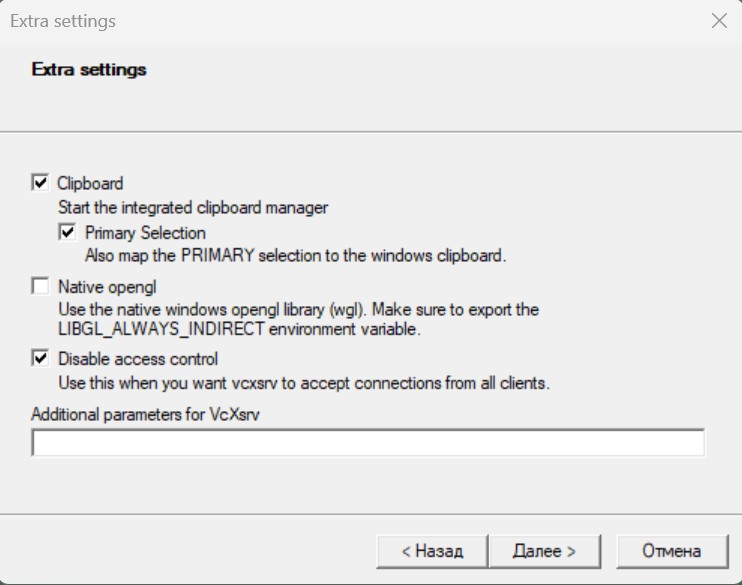 Extra settings
Extra settings
Clipboard
Start the integrated clipboard manager
Primary Selection
Also map the PRIMARY selection to the windows clipboard.
Native opengl
Use the native windows opengl library (wgl). Make sure to export the
LIBGL_ALWAYS_INDIRECT environment variable.
Disable access control
Use this when you want vcxsrv to accept connections from all clients.
Additional parameters for VcXsrv
< Назад
Далее >
Отмена